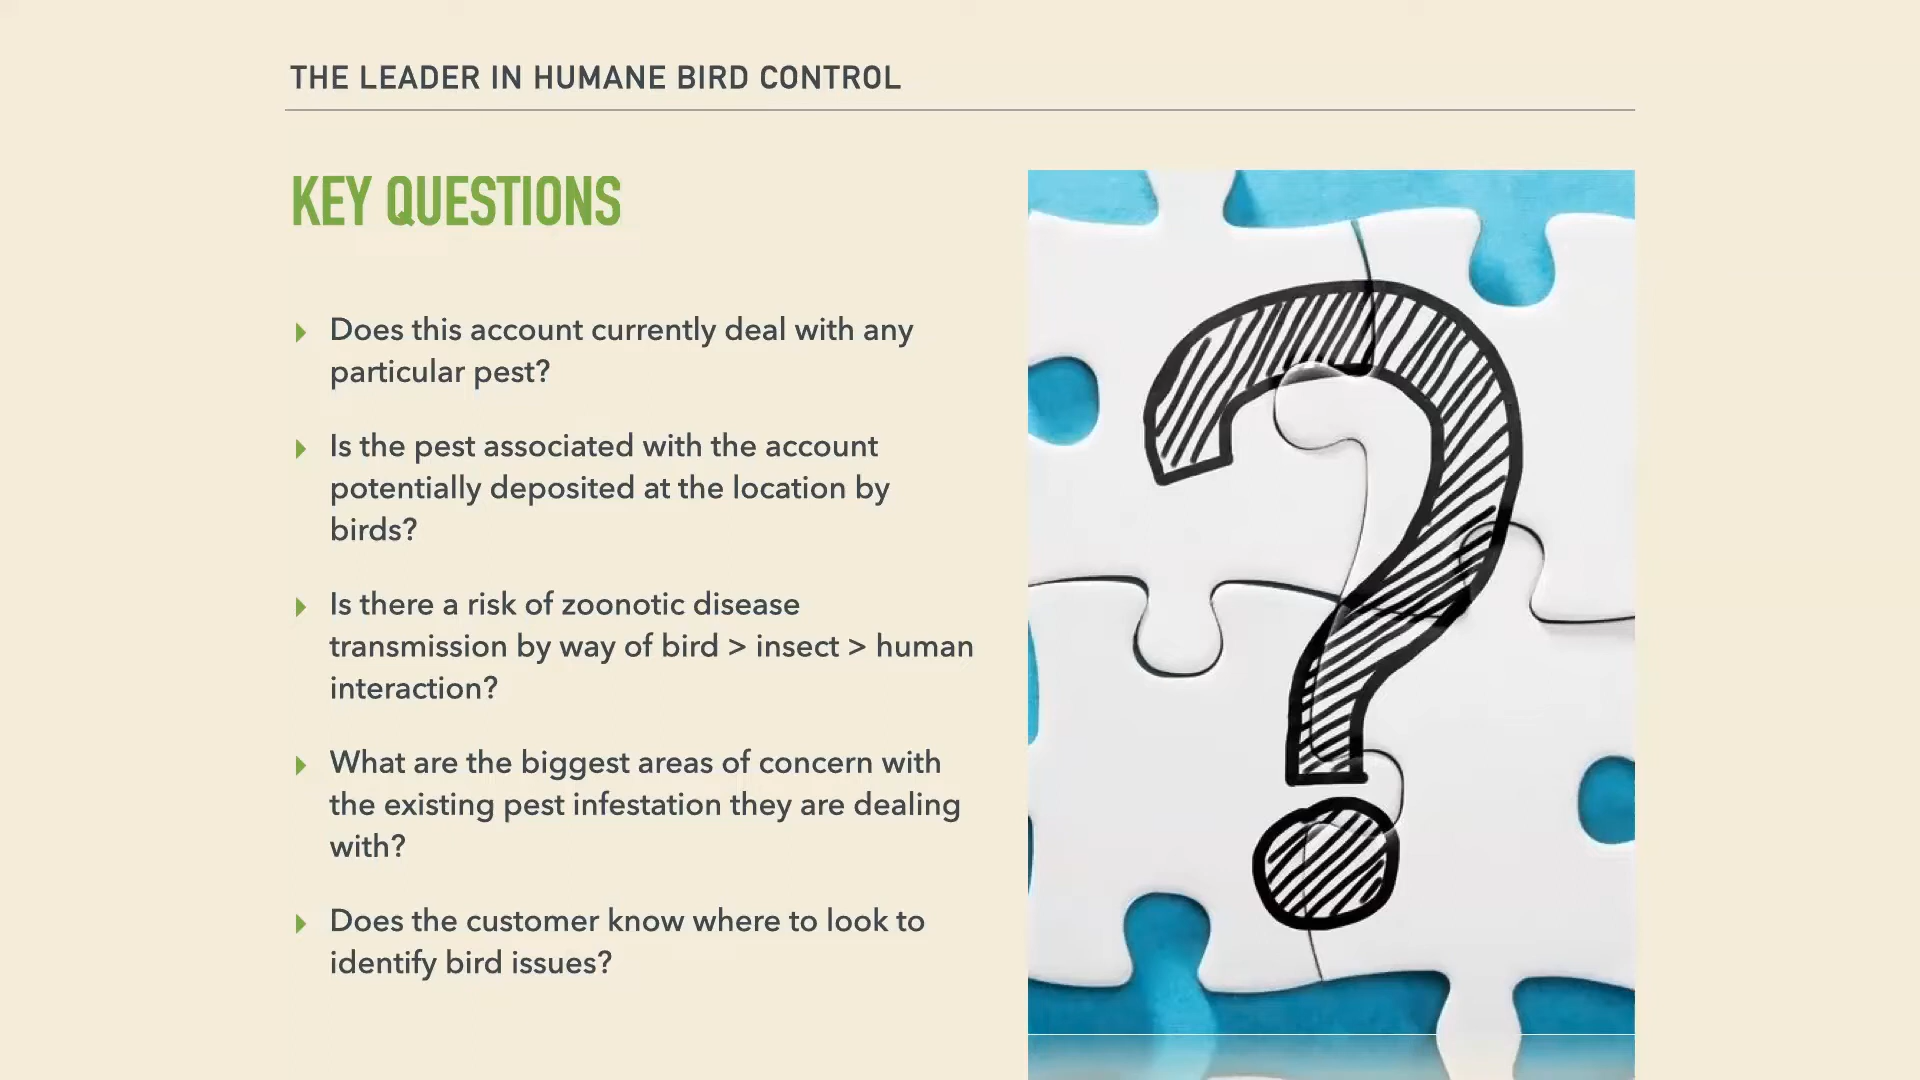 THE LEADER IN HUMANE BIRD CONTROL
KEY QUESTIONS
Does this account currently deal with any
particular pest?
Is the pest associated with the account
potentially deposited at the location by
birds?
Is there a risk of zoonotic disease
transmission by way of bird > insect > human
interaction?
What are the biggest areas of concern with
the existing pest infestation they are dealing
with?
Does the customer know where to look to
identify bird issues?
?